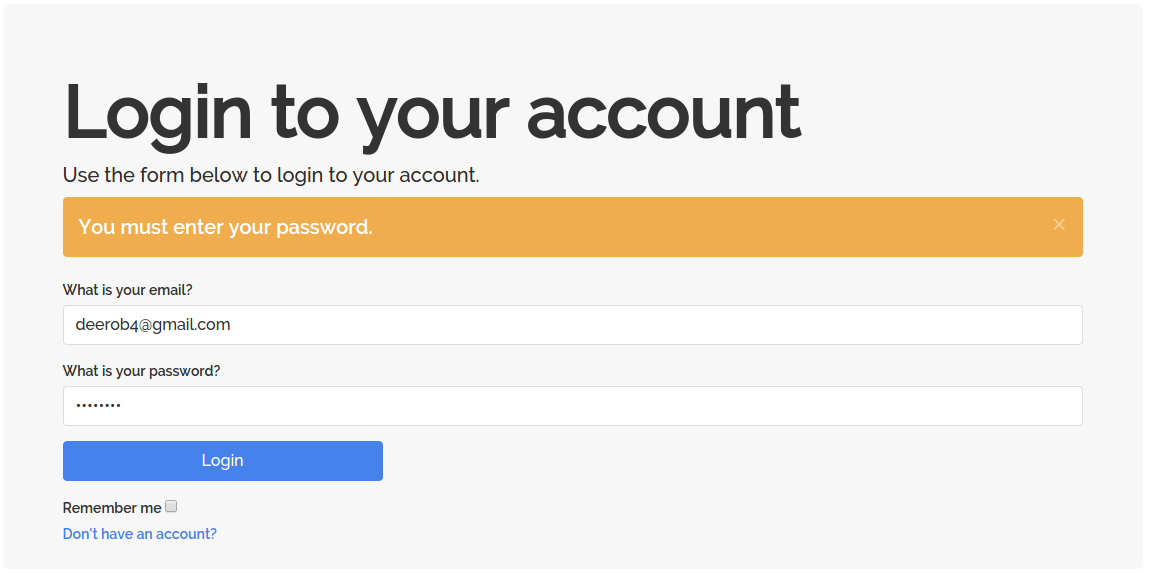 Login to your account
Use the form below to login to your account.
You must enter your password. ×
What is your email?
deerob4@gmail.com
What is your password?
••••••••
Login
Remember me
Don't have an account?